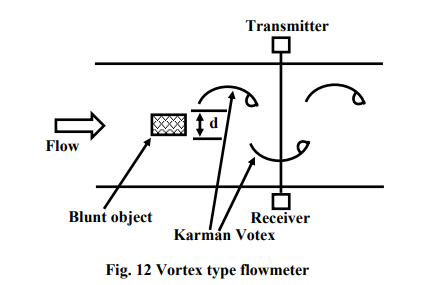 Transmitter
d
Flow
Blunt object
Receiver
Karman Votex
Fig. 12 Vortex type flowmeter